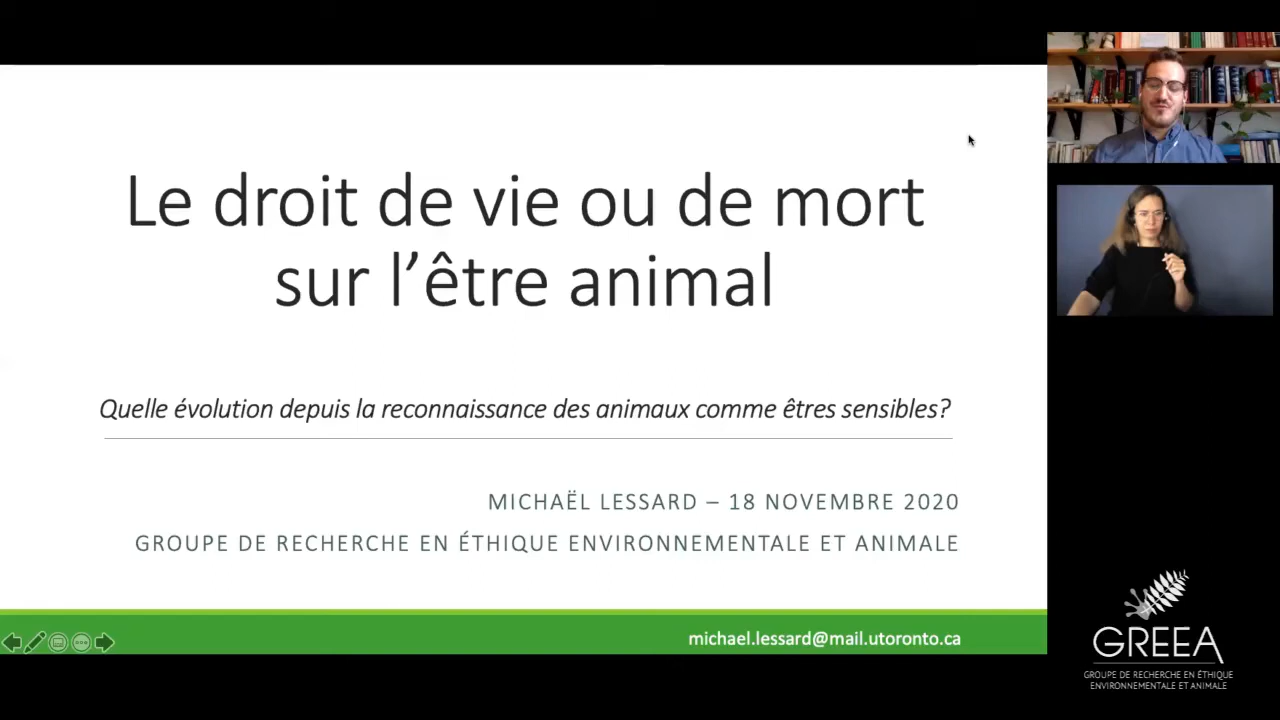 Le droit de vie ou de mort
sur l’être animal
Quelle évolution depuis la reconnaissance des animaux comme êtres sensibles?
MICHAËL LESSARD – 18 NOVEMBRE 2020
GROUPE DE RECHERCHE EN ÉTHIQUE ENVIRONNEMENTALE ET ANIMALE
michael.lessard@mail.utoronto.ca
GREEA
GROUPE DE RECHERCHE EN ÉTHIQUE
ENVIRONNEMENTALE ET ANIMALE